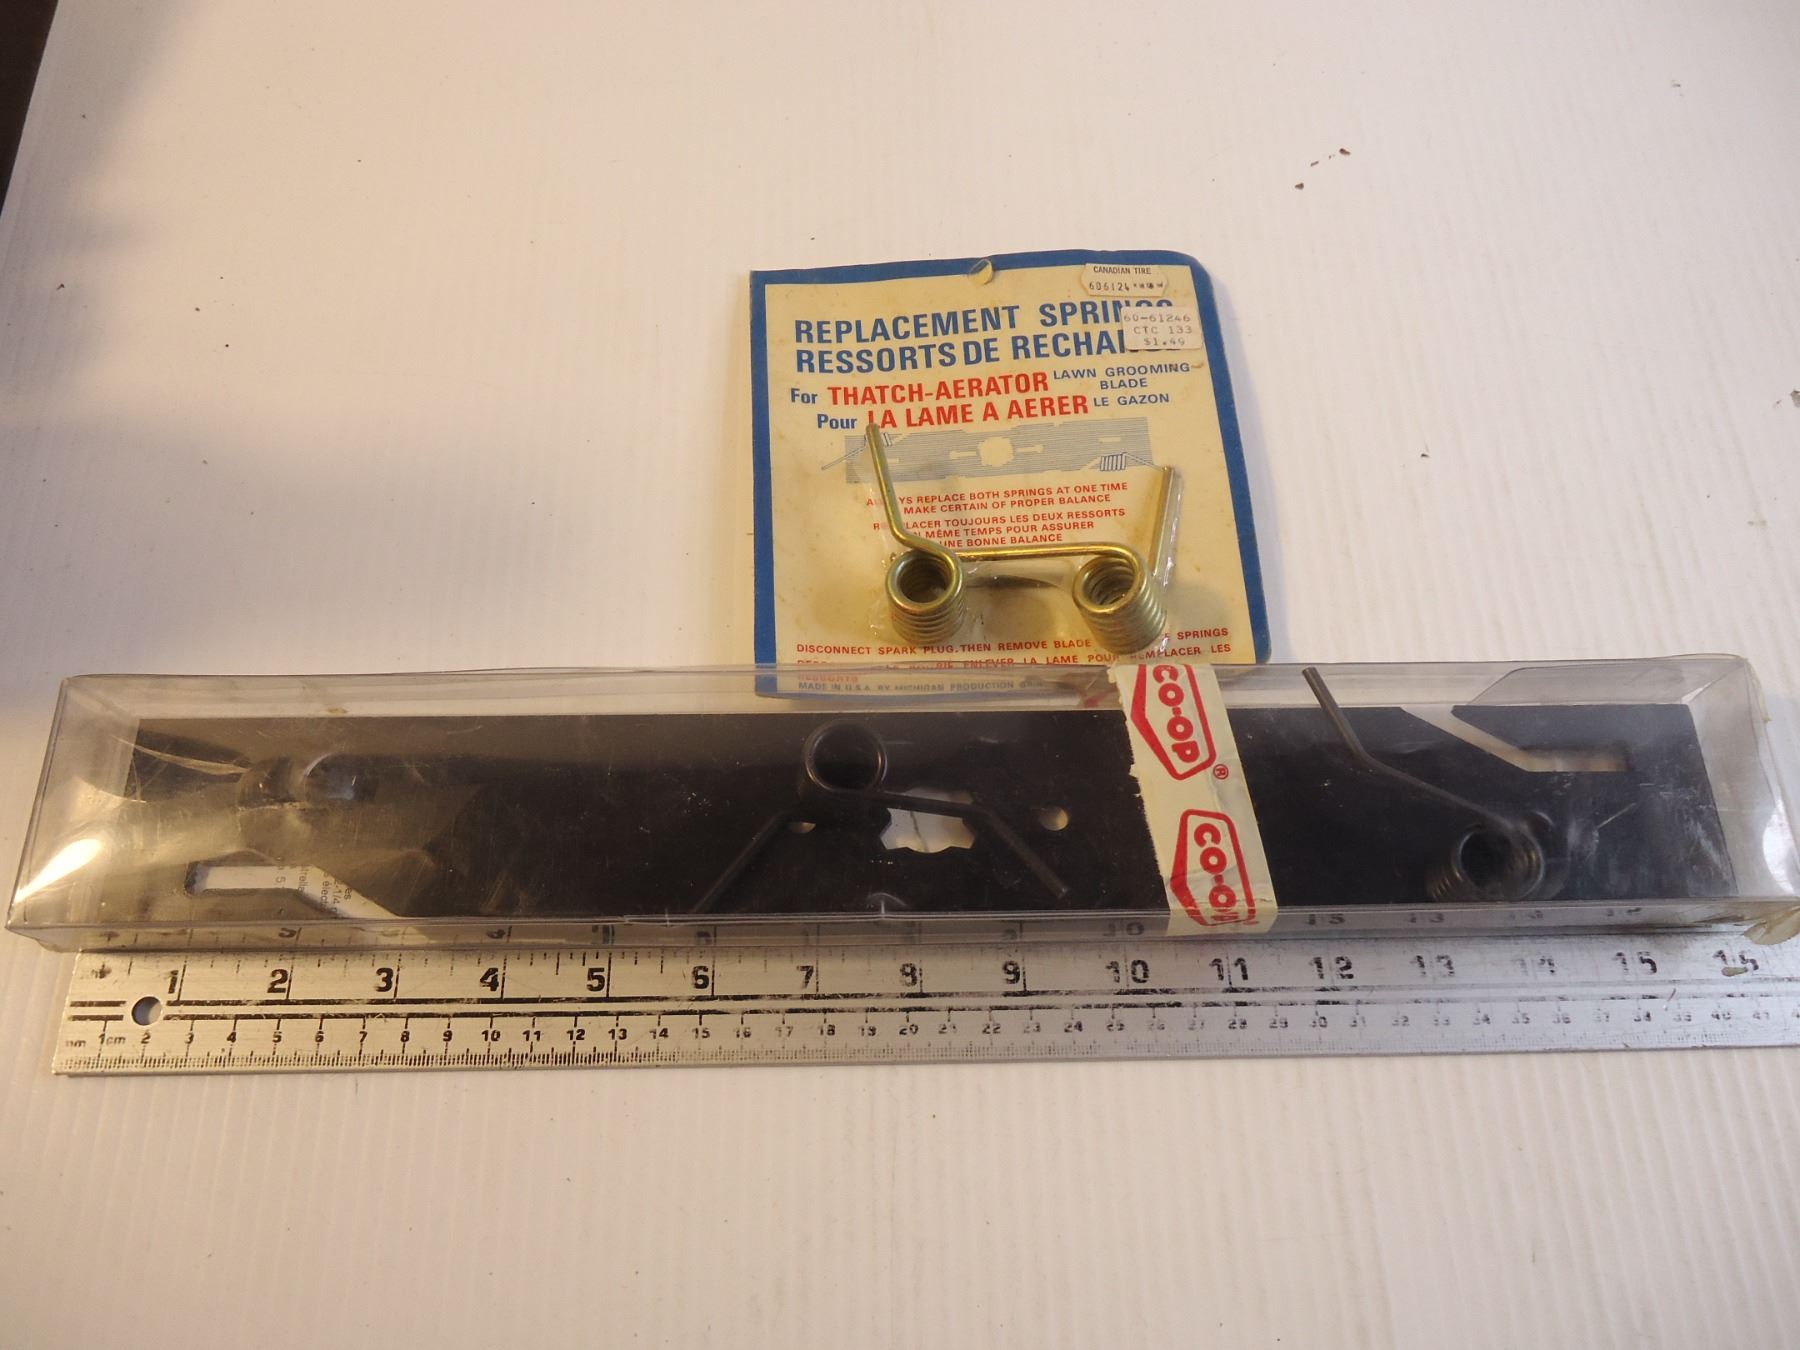 CANADIAN TIRE
606124
60-61246
CTC 133
$1.49
REPLACEMENT
RESSORTS DE
For THATCH-AERATOR LAWN GROOMING BLADE
Pour LA LAME A AERER LE GAZON
REPLACE BOTH SPRINGS AT ONE TIME
MAKE CERTAIN OF PROPER BALANCE
TOUJOURS LES DEUX RESSORTS
MÊME TEMPS POUR ASSURER
UNE BONNE BALANCE
DISCONNECT SPARK PLUG. THEN REMOVE BLADE SPRINGS
ENLEVER LA LAME POUR REMPLACER LES
RESSORTS
MADE IN U.S.A. BY MICHIGAN PRODUCTION
CO-OP ®
CO-OP
1 2 3 4 5 6 7 8 9 10 11 12 13 14 15 16
mm 1cm 2 3 4 5 6 7 8 9 10 11 12 13 14 15 16 17 18 19 20 21 22 23 24 25 26 27 28 29 30 31 32 33 34 35 36 37 38 39 40 41